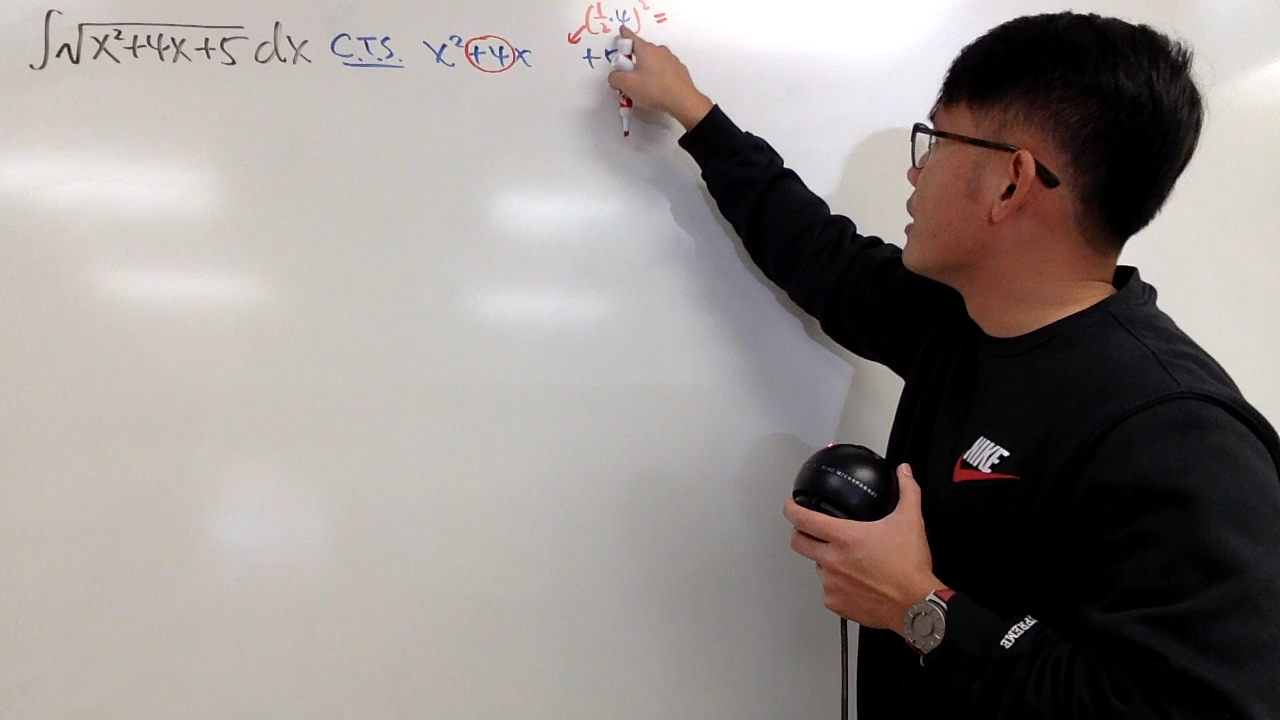 (1/2·4)² =
∫√x²+4x+5 dx C.T.S. x²+4x +
NIKE